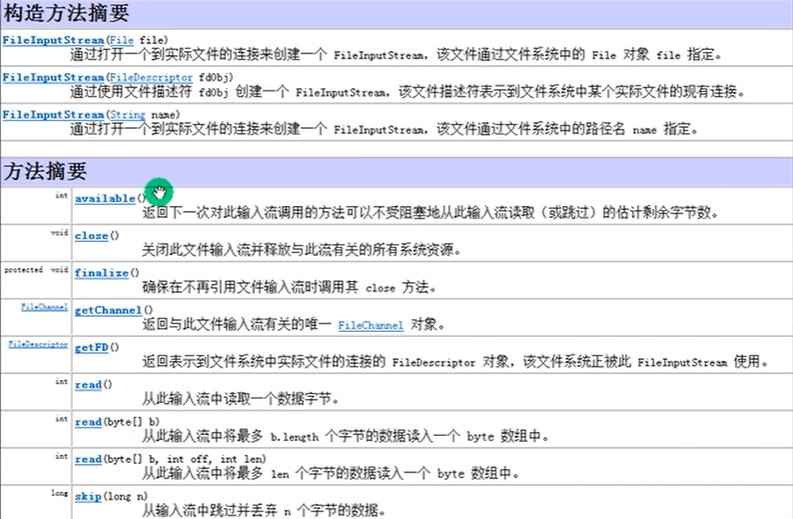 构造方法摘要
FileInputStream(File file)
通过打开一个到实际文件的连接来创建一个 FileInputStream，该文件通过文件系统中的 File 对象 file 指定。
FileInputStream(FileDescriptor fdObj)
通过使用文件描述符 fdObj 创建一个 FileInputStream，该文件描述符表示到文件系统中某个实际文件的现有连接。
FileInputStream(String name)
通过打开一个到实际文件的连接来创建一个 FileInputStream，该文件通过文件系统中的路径名 name 指定。
方法摘要
int available()
返回下一次对此输入流调用的方法可以不受阻塞地从此输入流读取（或跳过）的估计剩余字节数。
void close()
关闭此文件输入流并释放与此流有关的所有系统资源。
protected void finalize()
确保在不再引用文件输入流时调用其 close 方法。
FileChannel getChannel()
返回与此文件输入流有关的唯一 FileChannel 对象。
FileDescriptor getFD()
返回表示到文件系统中实际文件的连接的 FileDescriptor 对象，该文件系统正被此 FileInputStream 使用。
int read()
从此输入流中读取一个数据字节。
int read(byte[] b)
从此输入流中将最多 b.length 个字节的数据读入一个 byte 数组中。
int read(byte[] b, int off, int len)
从此输入流中将最多 len 个字节的数据读入一个 byte 数组中。
long skip(long n)
从输入流中跳过并丢弃 n 个字节的数据。